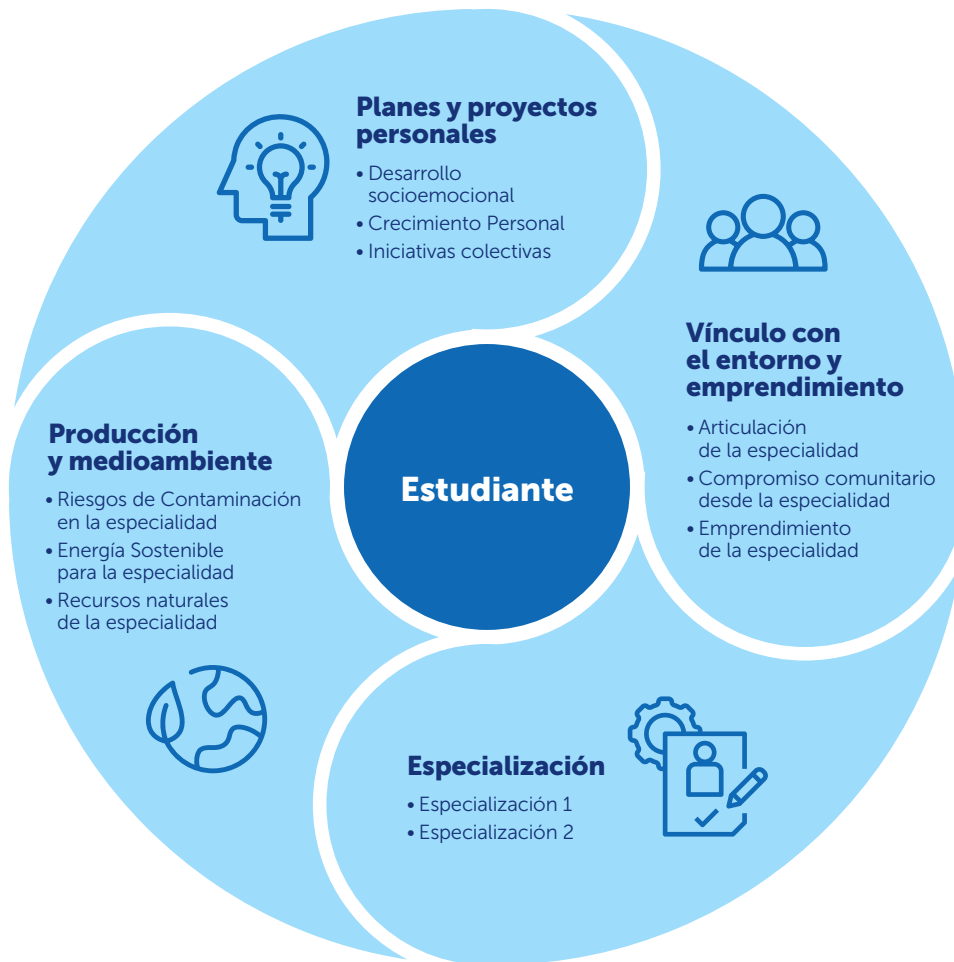 Planes y proyectos
personales
• Desarrollo
socioemocional
• Crecimiento Personal
• Iniciativas colectivas
Vínculo con
el entorno y
emprendimiento
• Articulación
de la especialidad
• Compromiso comunitario
desde la especialidad
• Emprendimiento
de la especialidad
Producción
y medioambiente
• Riesgos de Contaminación
en la especialidad
• Energía Sostenible
para la especialidad
• Recursos naturales
de la especialidad
Estudiante
Especialización
• Especialización 1
• Especialización 2